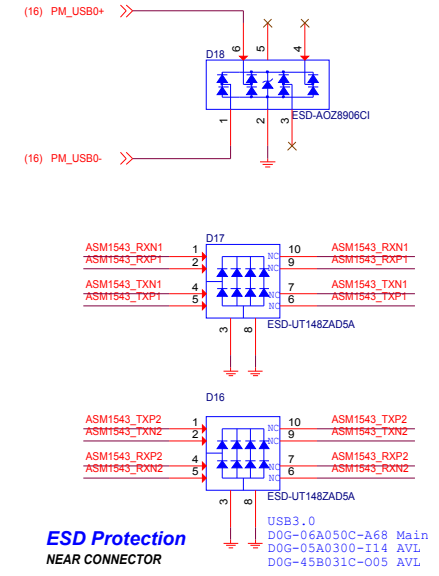 (16) PM_USB0+
D18
6 5 4
ESD-AOZ8906CI
1 2 3
(16) PM_USB0-
D17
ASM1543_RXN1 1 10 ASM1543_RXN1
ASM1543_RXP1 2 NC NC 9 ASM1543_RXP1
ASM1543_TXN1 4 NC 7 ASM1543_TXN1
ASM1543_TXP1 5 NC 6 ASM1543_TXP1
3 8
ESD-UT148ZAD5A
D16
ASM1543_TXP2 1 10 ASM1543_TXP2
ASM1543_TXN2 2 NC NC 9 ASM1543_TXN2
ASM1543_RXP2 4 NC 7 ASM1543_RXP2
ASM1543_RXN2 5 NC 6 ASM1543_RXN2
3 8
ESD-UT148ZAD5A
ESD Protection
NEAR CONNECTOR
USB3.0
D0G-06A050C-A68 Main
D0G-05A0300-I14 AVL
D0G-45B031C-O05 AVL